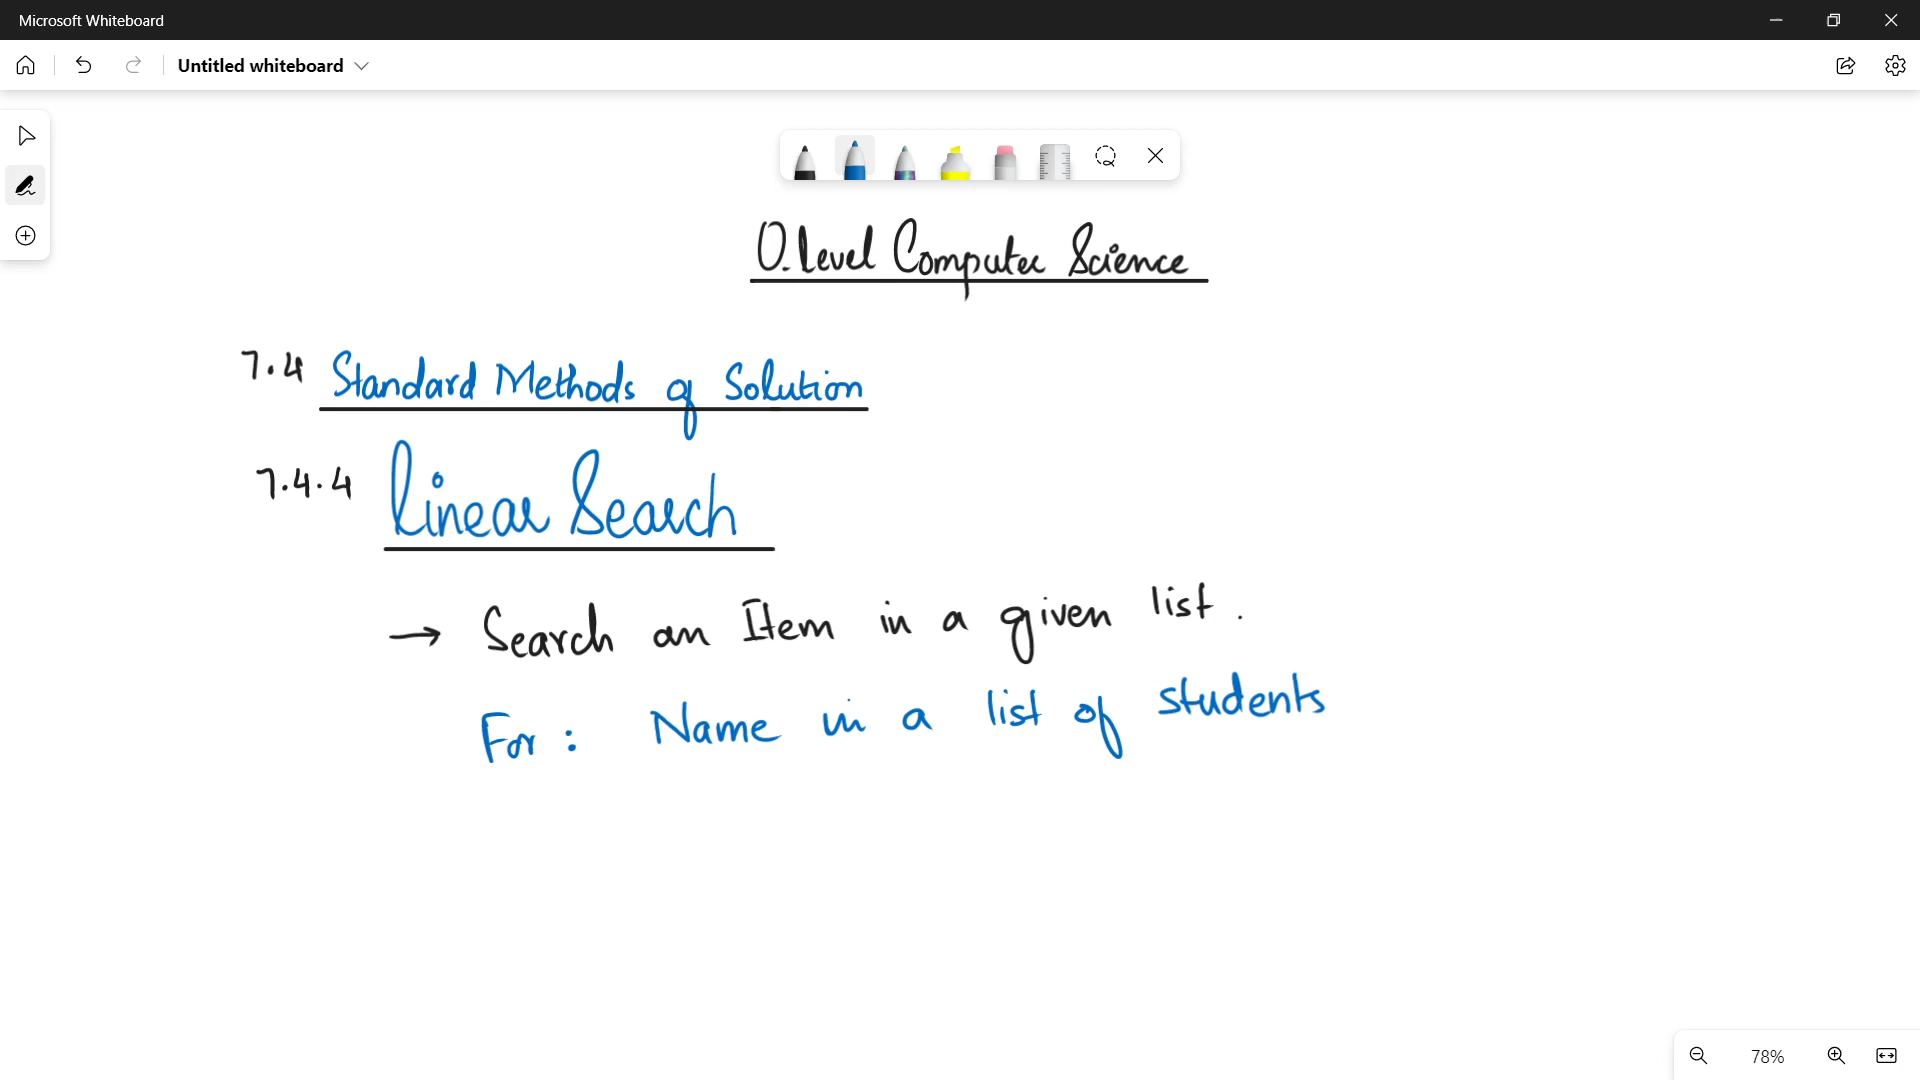 Microsoft Whiteboard
Untitled whiteboard
O.Level Computer Science
7.4 Standard Methods of Solution
7.4.4 Linear Search
→ Search an Item in a given list.
For: Name in a list of students
78%